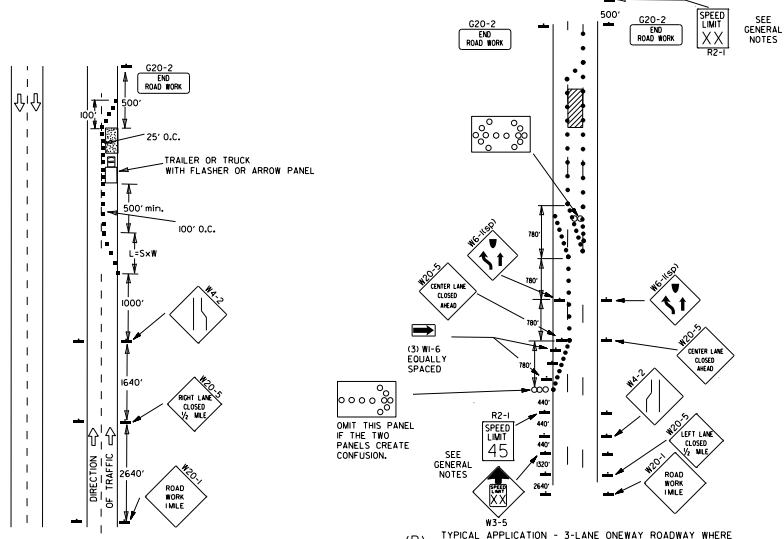 G20-2
END
ROAD WORK
500'
100'
25' O.C.
TRAILER OR TRUCK
WITH FLASHER OR ARROW PANEL
500' min.
100' O.C.
L=SxW
1000'
W4-2
1640'
W20-5
RIGHT LANE
CLOSED
1/2 MILE
DIRECTION
OF TRAFFIC
2640'
W20-1
ROAD
WORK
1 MILE
G20-2
END
ROAD WORK
500'
G20-2
END
ROAD WORK
SPEED
LIMIT
XX
R2-1
SEE
GENERAL
NOTES
780'
W6-1(sp)
780'
W20-5
CENTER LANE
CLOSED
AHEAD
780'
W6-1(sp)
(3) W1-6
EQUALLY
SPACED
780'
W20-5
CENTER LANE
CLOSED
AHEAD
OMIT THIS PANEL
IF THE TWO
PANELS CREATE
CONFUSION.
440'
R2-1
SPEED
LIMIT
45
440'
W4-2
SEE
GENERAL
NOTES
440'
1320'
W20-5
LEFT LANE
CLOSED
1/2 MILE
2640'
W20-1
ROAD
WORK
1 MILE
SPEED
LIMIT
XX
W3-5
(B) TYPICAL APPLICATION - 3-LANE ONEWAY ROADWAY WHERE